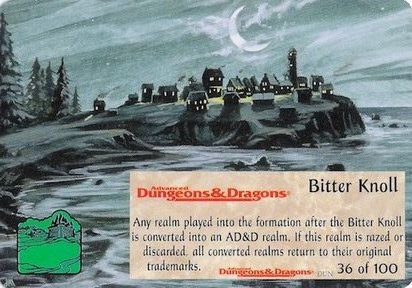 Advanced
Dungeons&Dragons®
Bitter Knoll
Any realm played into the formation after the Bitter Knoll
is converted into an AD&D realm. If this realm is razed or
discarded, all converted realms return to their original
trademarks.
Dungeons&Dragons® DUN 36 of 100